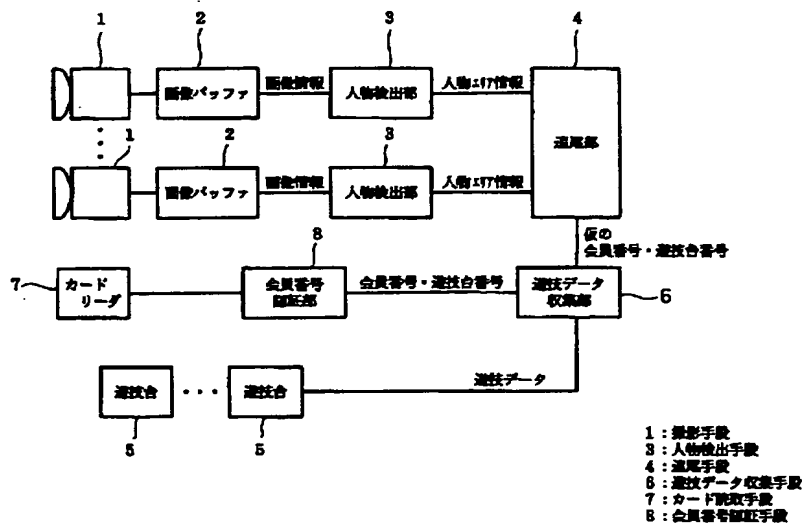 1
2
3
4
画像バッファ
画像情報
人物検出部
人物エリア情報
追尾部
1
2
3
画像バッファ
画像情報
人物検出部
人物エリア情報
仮の
会員番号・遊技台番号
8
7
カード
リーダ
会員番号
認証部
会員番号・遊技台番号
遊技データ
収集部
6
遊技台
遊技台
遊技データ
5
5
1：撮影手段
3：人物検出手段
4：追尾手段
6：遊技データ収集手段
7：カード読取手段
8：会員番号認証手段